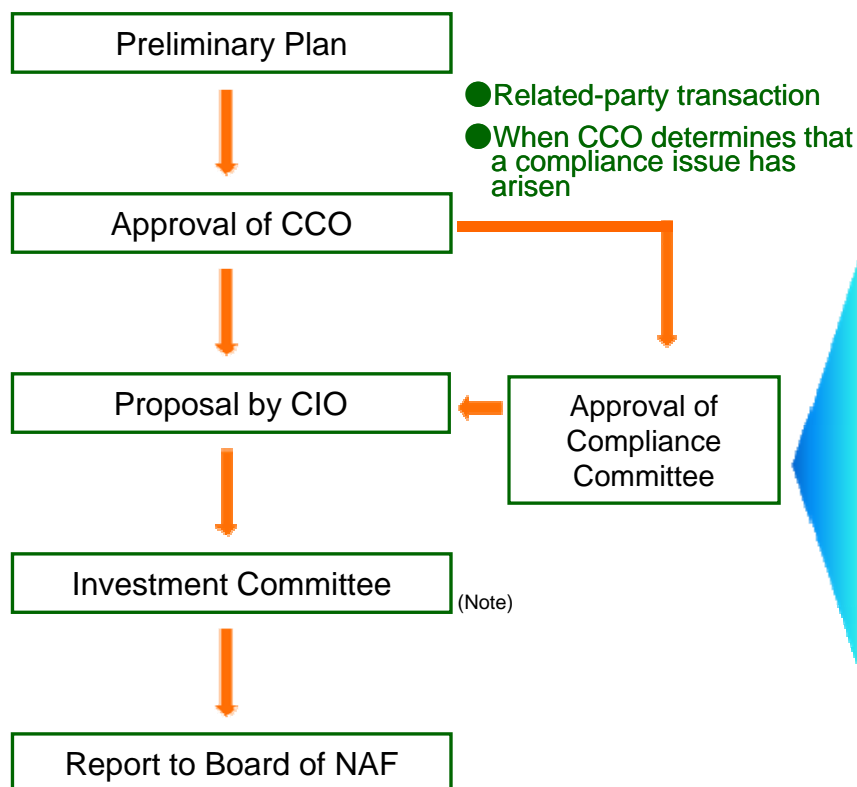 Preliminary Plan
●Related-party transaction
●When CCO determines that
a compliance issue has
arisen
Approval of CCO
Proposal by CIO
Approval of
Compliance
Committee
Investment Committee
(Note)
Report to Board of NAF